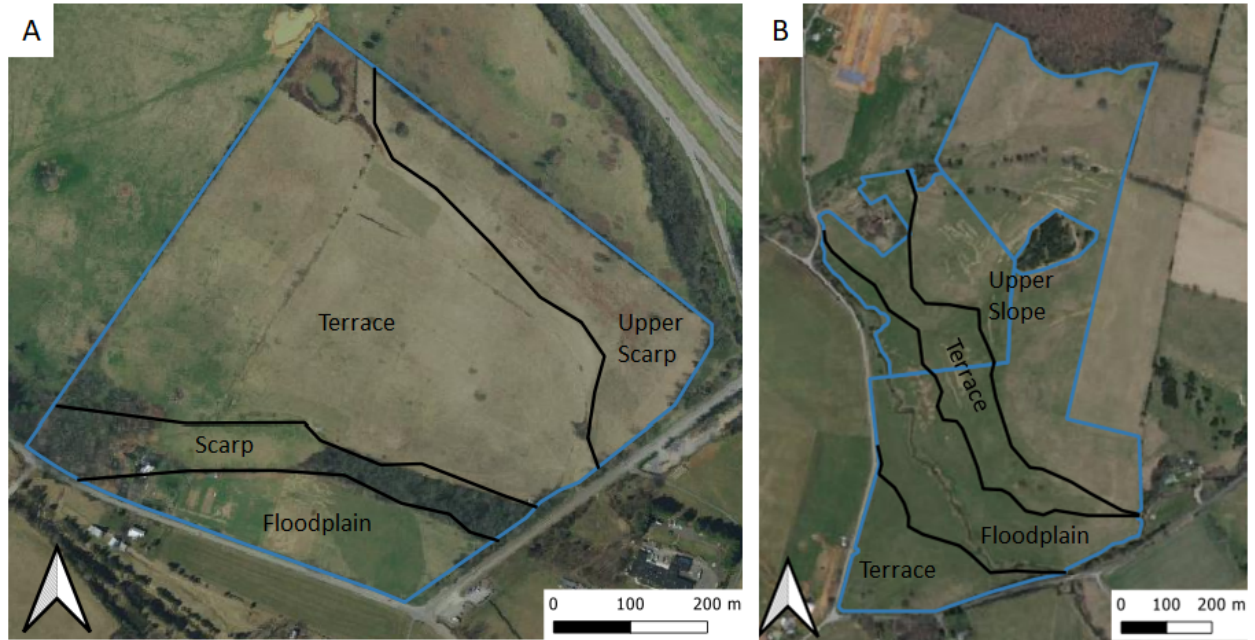 A
Terrace
Upper
Scarp
Scarp
Floodplain
0 100 200 m
B
Upper
Slope
Terrace
Floodplain
Terrace
0 100 200 m